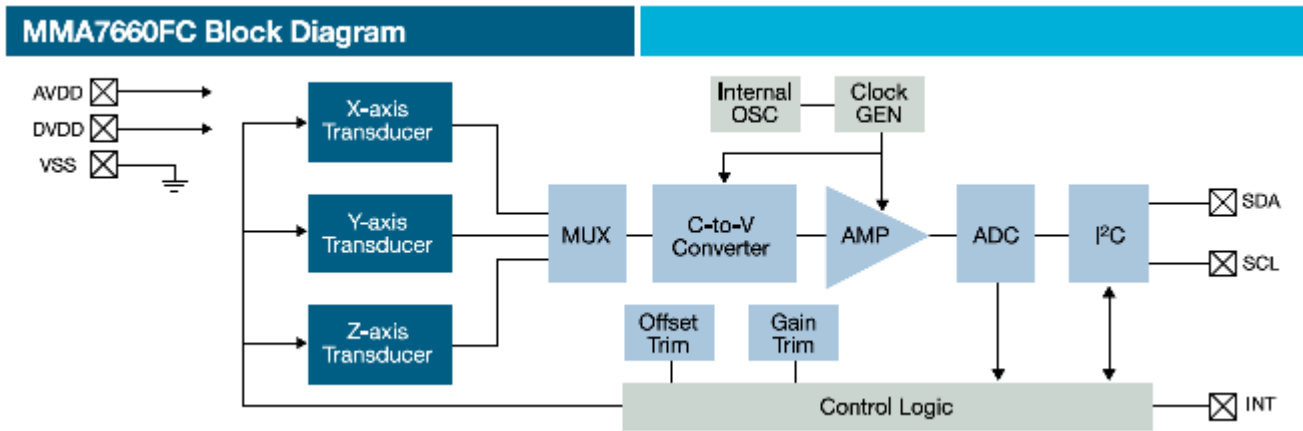 MMA7660FC Block Diagram
AVDD
DVDD
VSS
X-axis
Transducer
Y-axis
Transducer
Z-axis
Transducer
Internal
OSC
Clock
GEN
MUX
C-to-V
Converter
AMP
ADC
I²C
SDA
SCL
Offset
Trim
Gain
Trim
Control Logic
INT